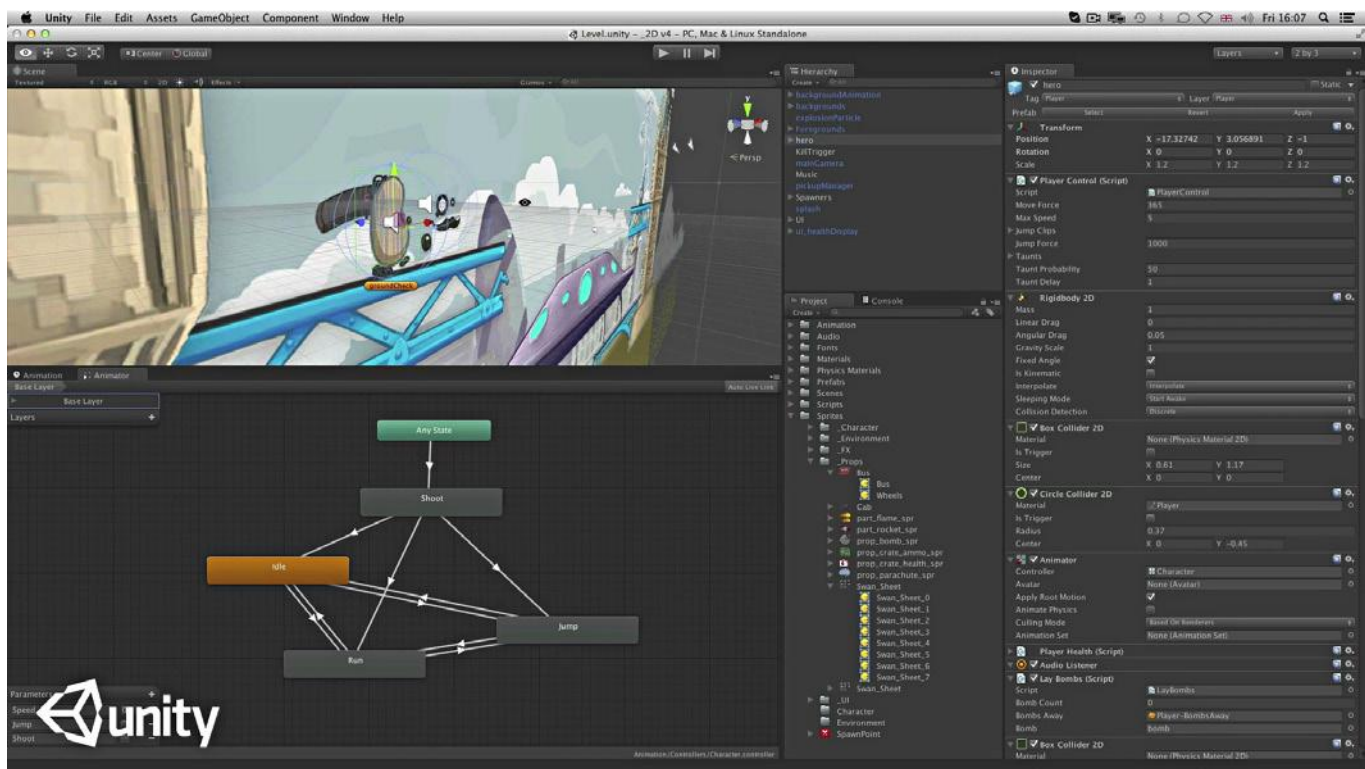 Unity File Edit Assets GameObject Component Window Help Fri 16:07
Level.unity - _2D v4 - PC, Mac & Linux Standalone
Center Global Layers 2 by 3
Scene
Textured RGB 2D Effects Gizmos
Persp
groundCheck
Animation Animator
Base Layer Auto Live Link
Base Layer
Layers
Any State
Shoot
Idle
Jump
Run
Parameters
Speed
Jump
Shoot
unity
Animation/Controllers/Character.controller
Hierarchy
Create
backgroundAnimation
backgrounds
explosionParticle
Foregrounds
hero
KillTrigger
mainCamera
Music
pickupManager
Spawners
splash
UI
ui_healthDisplay
Project Console
Create
Animation
Audio
Fonts
Materials
Physics Materials
Prefabs
Scenes
Scripts
Sprites
_Character
_Environment
_FX
_Props
Bus
Bus
Wheels
Cab
part_flame_spr
part_rocket_spr
prop_bomb_spr
prop_crate_ammo_spr
prop_crate_health_spr
prop_parachute_spr
Swan_Sheet
Swan_Sheet_0
Swan_Sheet_1
Swan_Sheet_2
Swan_Sheet_3
Swan_Sheet_4
Swan_Sheet_5
Swan_Sheet_6
Swan_Sheet_7
Swan_Sheet
_UI
Character
Environment
SpawnPoint
Inspector
hero Static
Tag Player Layer Player
Prefab Select Revert Apply
Transform
Position X -17.32742 Y 3.056891 Z -1
Rotation X 0 Y 0 Z 0
Scale X 1.2 Y 1.2 Z 1.2
Player Control (Script)
Script PlayerControl
Move Force 365
Max Speed 5
Jump Clips
Jump Force 1000
Taunts
Taunt Probability 50
Taunt Delay 1
Rigidbody 2D
Mass 1
Linear Drag 0
Angular Drag 0.05
Gravity Scale 1
Fixed Angle
Is Kinematic
Interpolate Interpolate
Sleeping Mode Start Awake
Collision Detection Discrete
Box Collider 2D
Material None (Physics Material 2D)
Is Trigger
Size X 0.61 Y 1.17
Center X 0 Y 0
Circle Collider 2D
Material Player
Is Trigger
Radius 0.37
Center X 0 Y -0.45
Animator
Controller Character
Avatar None (Avatar)
Apply Root Motion
Animate Physics
Culling Mode Based On Renderers
Animation Set None (Animation Set)
Player Health (Script)
Audio Listener
Lay Bombs (Script)
Script LayBombs
Bomb Count 0
Bombs Away Player-BombsAway
Bomb bomb
Box Collider 2D
Material None (Physics Material 2D)